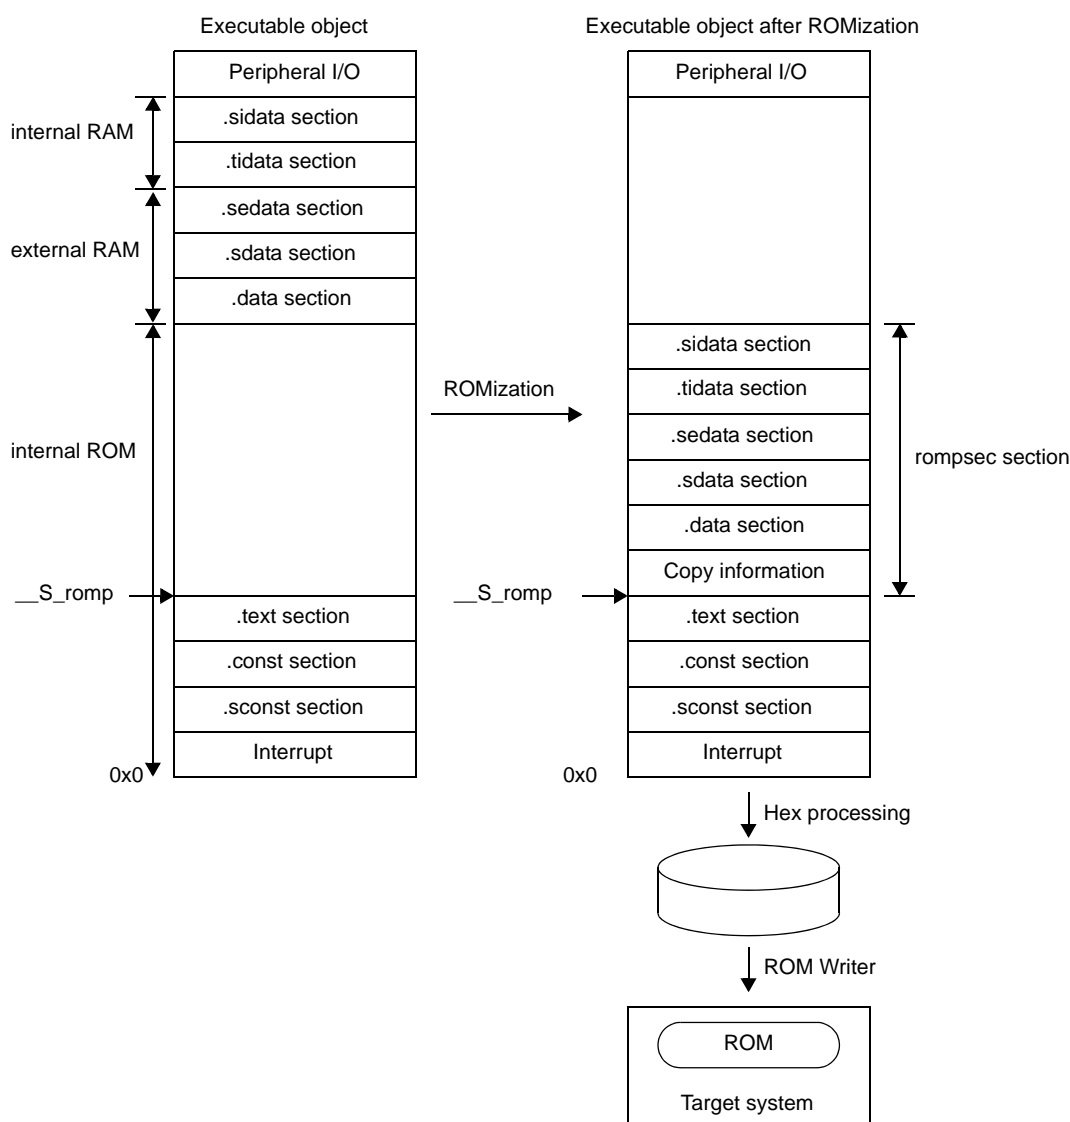 Executable object
Executable object after ROMization
Peripheral I/O
Peripheral I/O
internal RAM
.sidata section
.tidata section
external RAM
.sedata section
.sdata section
.data section
internal ROM
ROMization
.sidata section
.tidata section
.sedata section
.sdata section
.data section
Copy information
rompsec section
__S_romp
__S_romp
.text section
.const section
.sconst section
Interrupt
0x0
.text section
.const section
.sconst section
Interrupt
0x0
Hex processing
ROM Writer
ROM
Target system